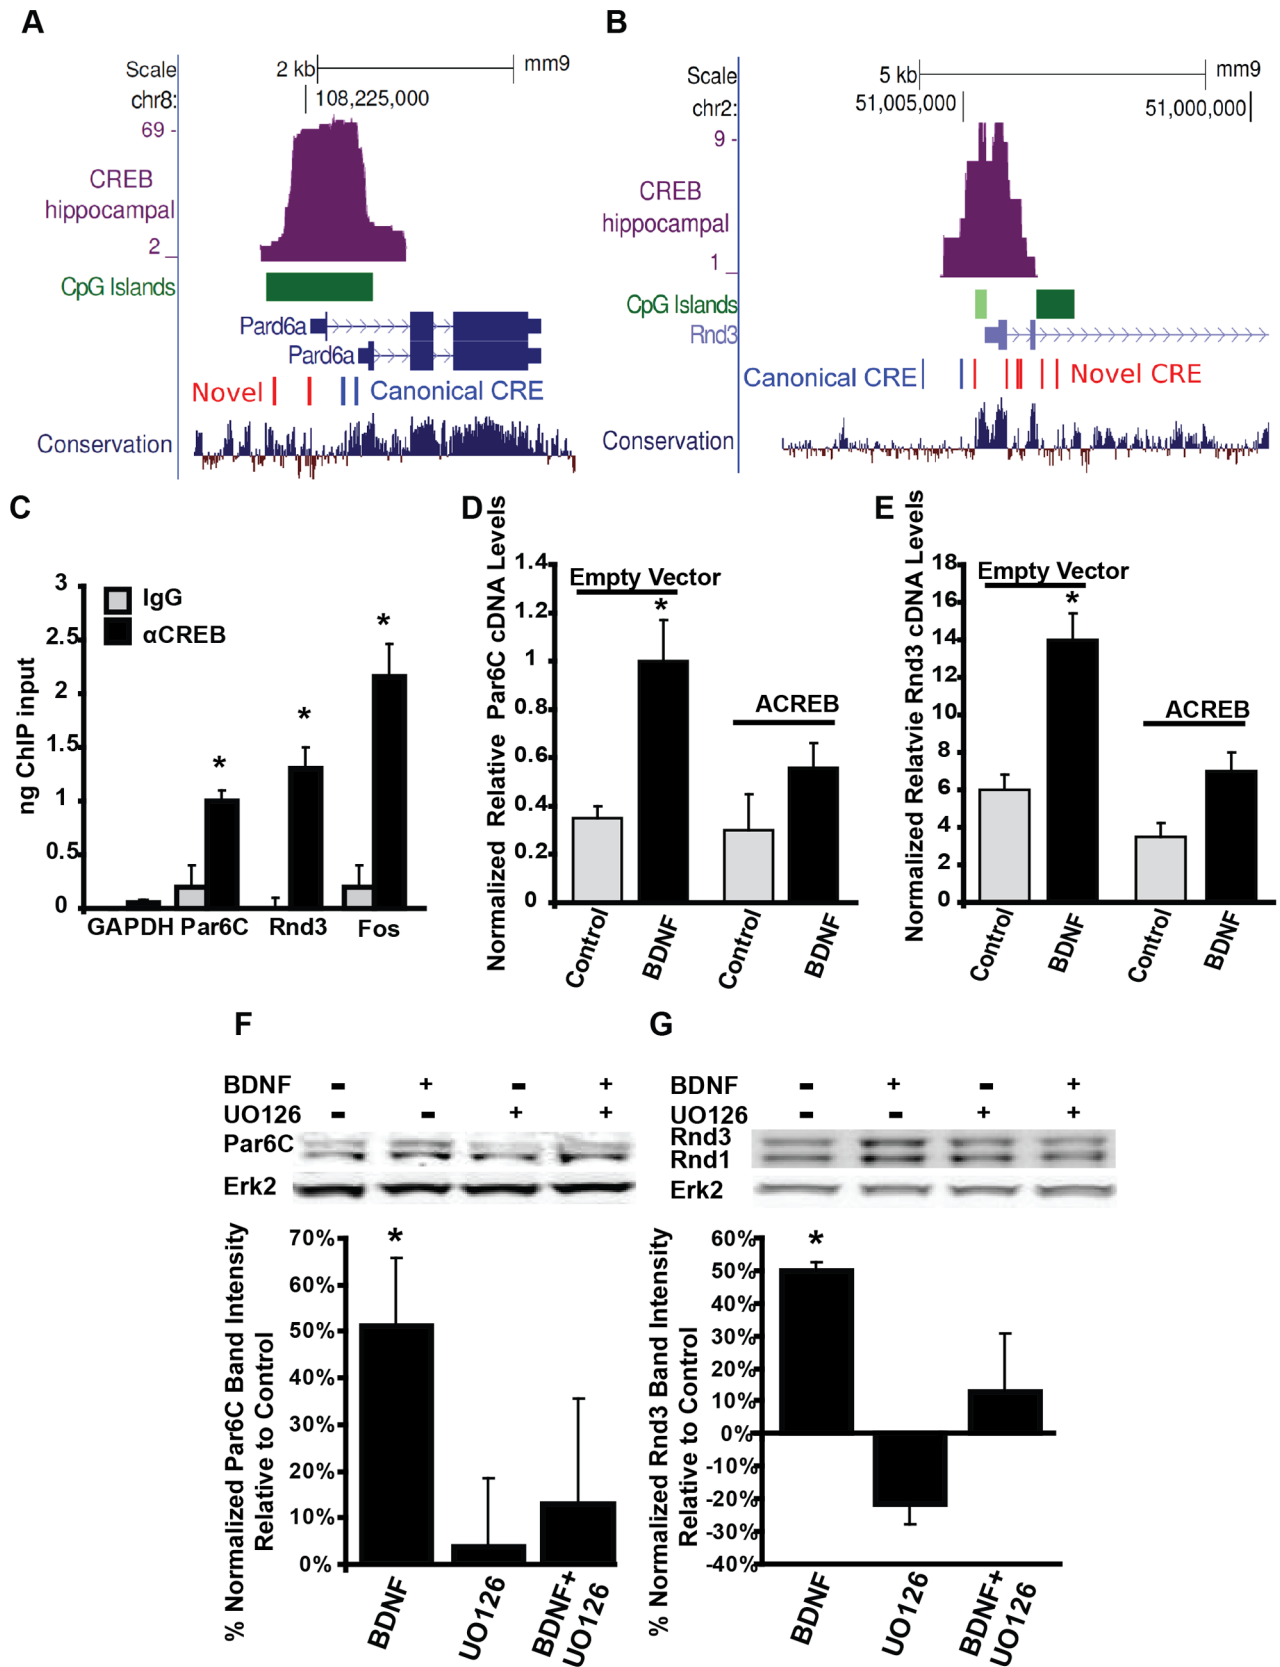 A
Scale
2 kb
mm9
chr8:
108,225,000
69 -
CREB
hippocampal
2 _
CpG Islands
Pard6a
Pard6a
Novel
Canonical CRE
Conservation
B
Scale
5 kb
mm9
chr2:
51,005,000
51,000,000
9 -
CREB
hippocampal
1 _
CpG Islands
Rnd3
Canonical CRE
Novel CRE
Conservation
C
ng ChIP input
3
2.5
2
1.5
1
0.5
0
IgG
αCREB
*
*
*
GAPDH Par6C Rnd3 Fos
D
Normalized Relative Par6C cDNA Levels
1.4
1.2
1
0.8
0.6
0.4
0.2
0
Empty Vector
*
ACREB
Control
BDNF
Control
BDNF
E
Normalized Relatvie Rnd3 cDNA Levels
18
16
14
12
10
8
6
4
2
0
Empty Vector
*
ACREB
Control
BDNF
Control
BDNF
F
BDNF - + - +
UO126 - - + +
Par6C
Erk2
% Normalized Par6C Band Intensity
Relative to Control
70%
60%
50%
40%
30%
20%
10%
0%
*
BDNF
UO126
BDNF+
UO126
G
BDNF - + - +
UO126 - - + +
Rnd3
Rnd1
Erk2
% Normalized Rnd3 Band Intensity
Relative to Control
60%
50%
40%
30%
20%
10%
0%
-10%
-20%
-30%
-40%
*
BDNF
UO126
BDNF+
UO126